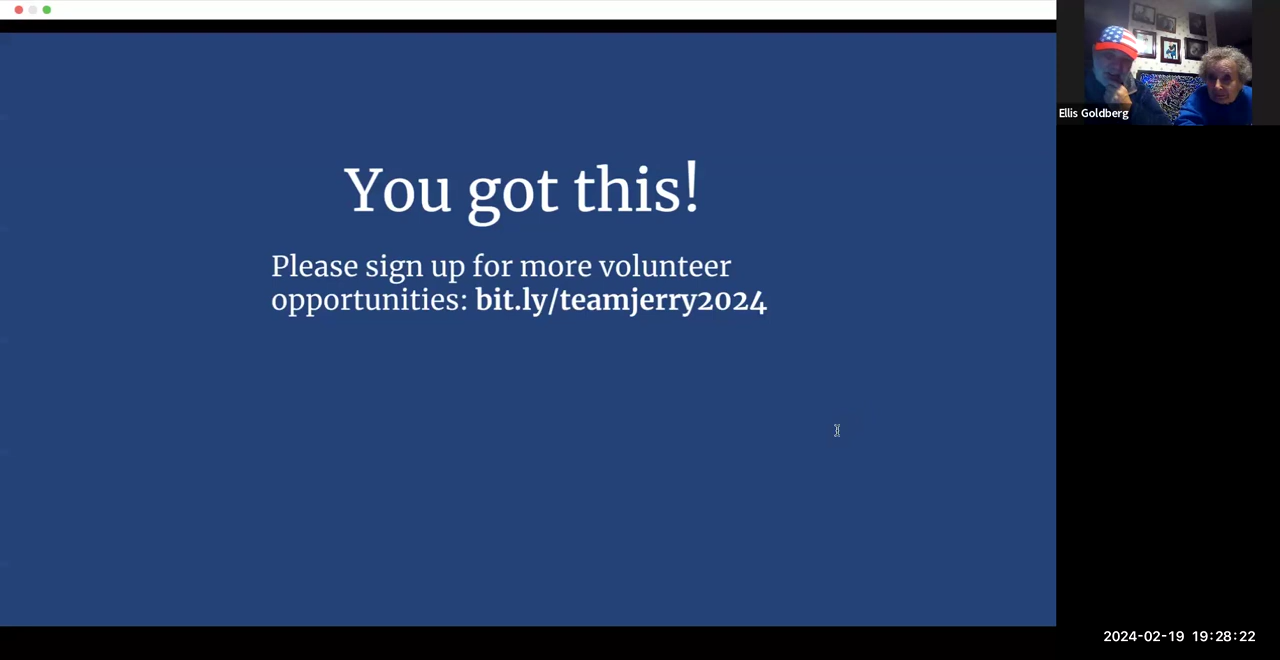 You got this!
Please sign up for more volunteer
opportunities: bit.ly/teamjerry2024
Ellis Goldberg
2024-02-19 19:28:22